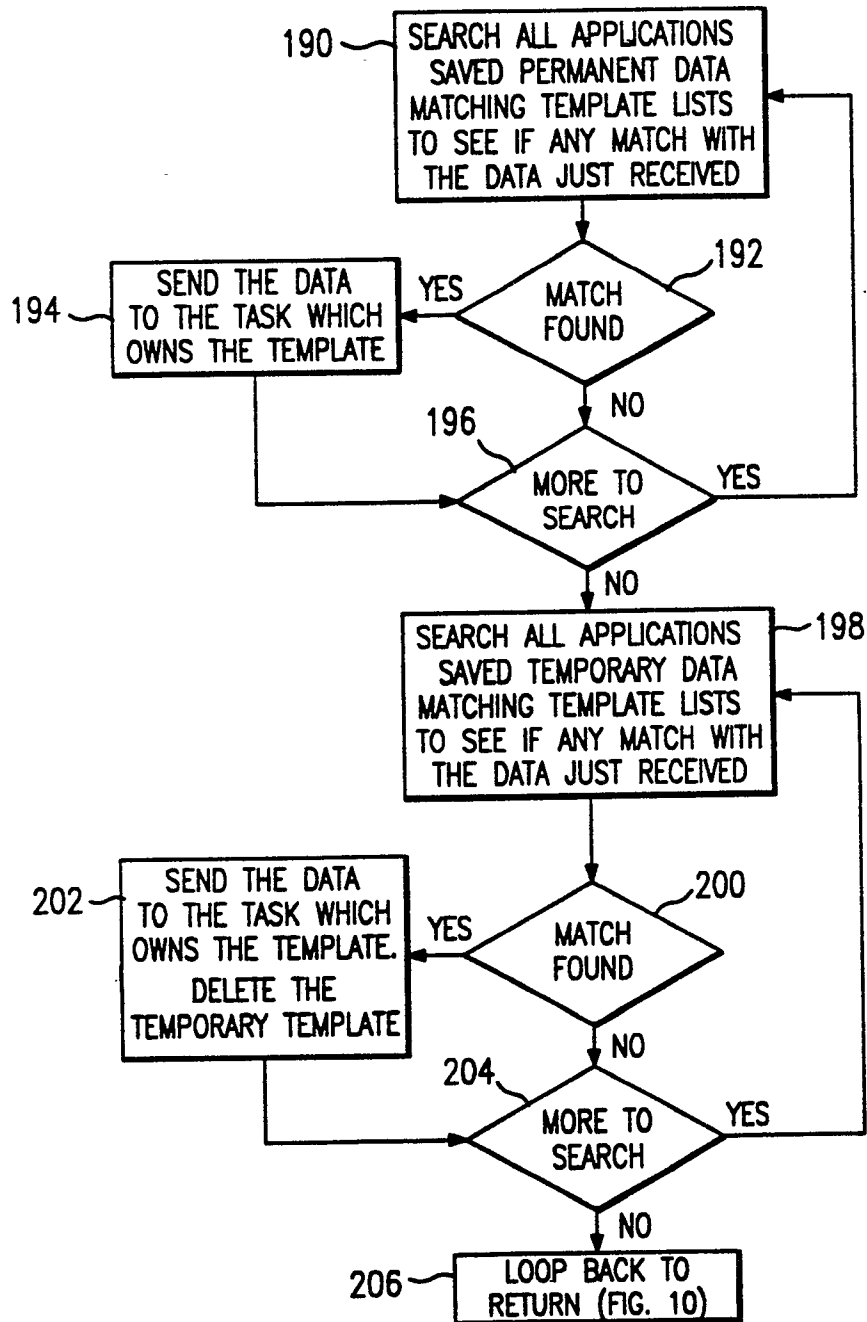 190
SEARCH ALL APPLICATIONS
SAVED PERMANENT DATA
MATCHING TEMPLATE LISTS
TO SEE IF ANY MATCH WITH
THE DATA JUST RECEIVED
192
MATCH
FOUND
YES
194
SEND THE DATA
TO THE TASK WHICH
OWNS THE TEMPLATE
NO
196
MORE TO
SEARCH
YES
NO
198
SEARCH ALL APPLICATIONS
SAVED TEMPORARY DATA
MATCHING TEMPLATE LISTS
TO SEE IF ANY MATCH WITH
THE DATA JUST RECEIVED
200
MATCH
FOUND
YES
202
SEND THE DATA
TO THE TASK WHICH
OWNS THE TEMPLATE.
DELETE THE
TEMPORARY TEMPLATE
NO
204
MORE TO
SEARCH
YES
NO
206
LOOP BACK TO
RETURN (FIG. 10)